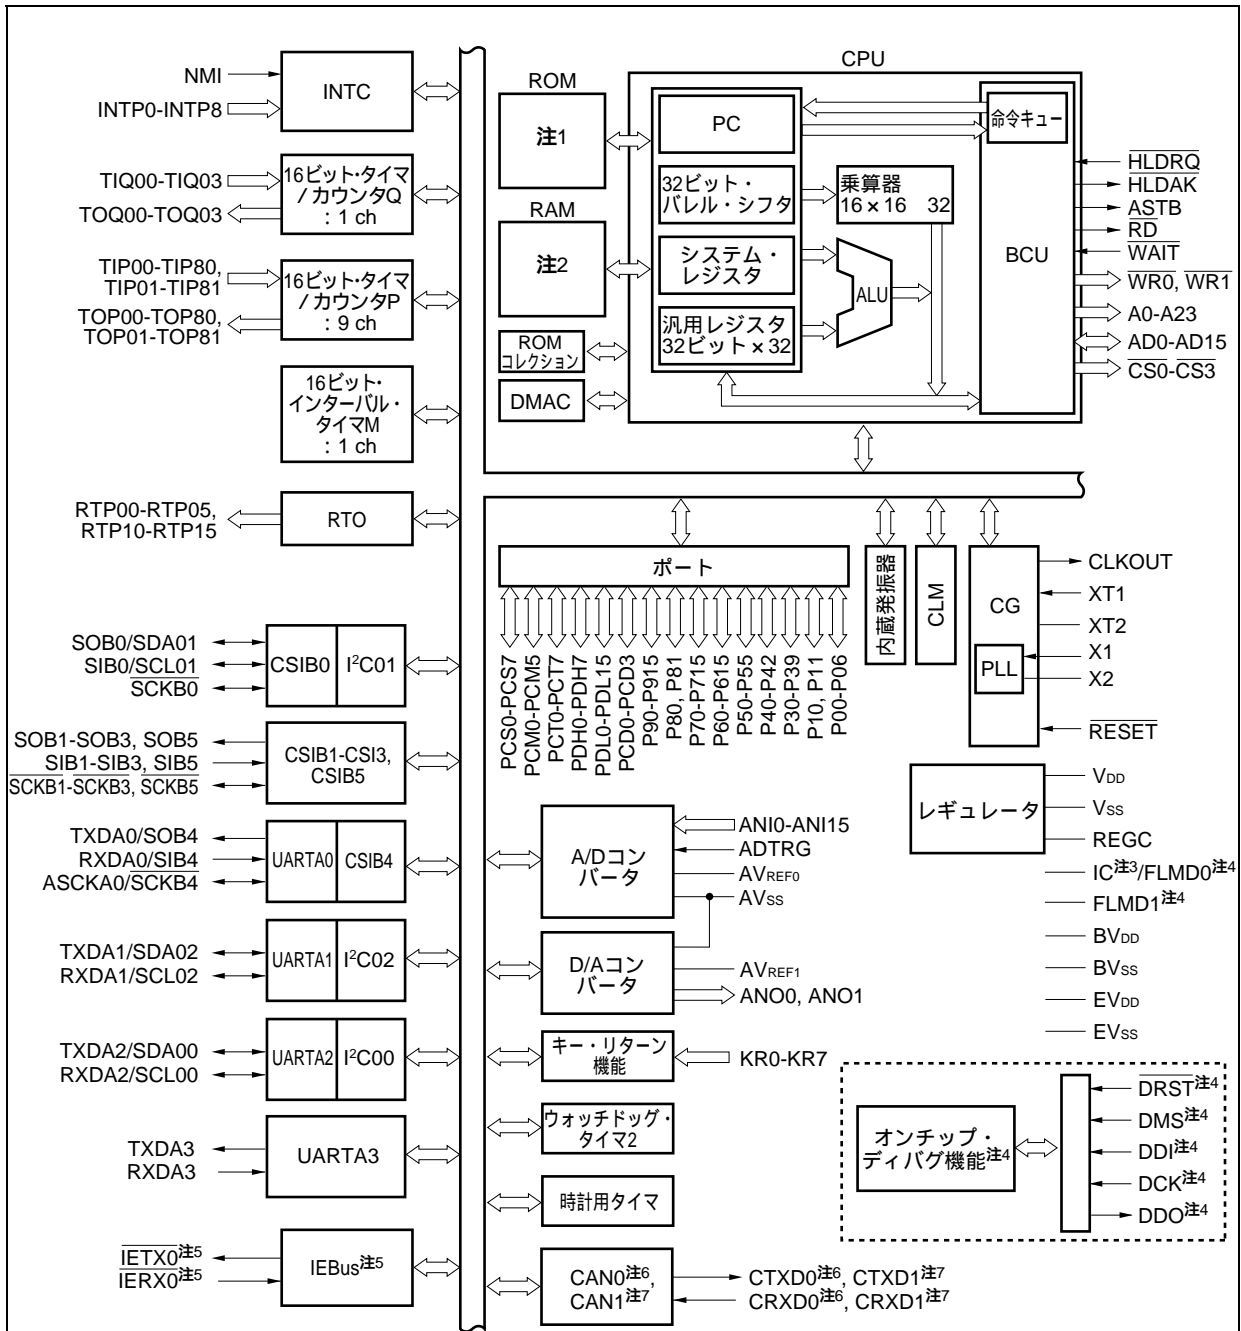 NMI
INTP0-INTP8
INTC
TIQ00-TIQ03
TOQ00-TOQ03
16ビット・タイマ
/カウンタQ
: 1 ch
TIP00-TIP80,
TIP01-TIP81
TOP00-TOP80,
TOP01-TOP81
16ビット・タイマ
/カウンタP
: 9 ch
16ビット・
インターバル・
タイマM
: 1 ch
RTP00-RTP05,
RTP10-RTP15
RTO
SOB0/SDA01
SIB0/SCL01
SCKB0
CSIB0
I²C01
SOB1-SOB3, SOB5
SIB1-SIB3, SIB5
SCKB1-SCKB3, SCKB5
CSIB1-CSI3,
CSIB5
TXDA0/SOB4
RXDA0/SIB4
ASCKA0/SCKB4
UARTA0
CSIB4
TXDA1/SDA02
RXDA1/SCL02
UARTA1
I²C02
TXDA2/SDA00
RXDA2/SCL00
UARTA2
I²C00
TXDA3
RXDA3
UARTA3
IETX0注5
IERX0注5
IEBus注5
ROM
注1
RAM
注2
ROM
コレクション
DMAC
CPU
PC
32ビット・
バレル・シフタ
システム・
レジスタ
汎用レジスタ
32ビット×32
乗算器
16×16 32
ALU
命令キュー
BCU
HLDRQ
HLDAK
ASTB
RD
WAIT
WR0, WR1
A0-A23
AD0-AD15
CS0-CS3
ポート
PCS0-PCS7
PCM0-PCM5
PCT0-PCT7
PDH0-PDH7
PDL0-PDL15
PCD0-PCD3
P90-P915
P80, P81
P70-P715
P60-P615
P50-P55
P40-P42
P30-P39
P10, P11
P00-P06
内蔵発振器
CLM
CG
PLL
CLKOUT
XT1
XT2
X1
X2
RESET
レギュレータ
VDD
VSS
REGC
IC注3/FLMD0注4
FLMD1注4
BVDD
BVSS
EVDD
EVSS
A/Dコン
バータ
ANI0-ANI15
ADTRG
AVREF0
AVSS
D/Aコン
バータ
AVREF1
ANO0, ANO1
キー・リターン
機能
KR0-KR7
ウォッチドッグ・
タイマ2
時計用タイマ
CAN0注6,
CAN1注7
CTXD0注6, CTXD1注7
CRXD0注6, CRXD1注7
オンチップ・
ディバグ機能注4
DRST注4
DMS注4
DDI注4
DCK注4
DDO注4